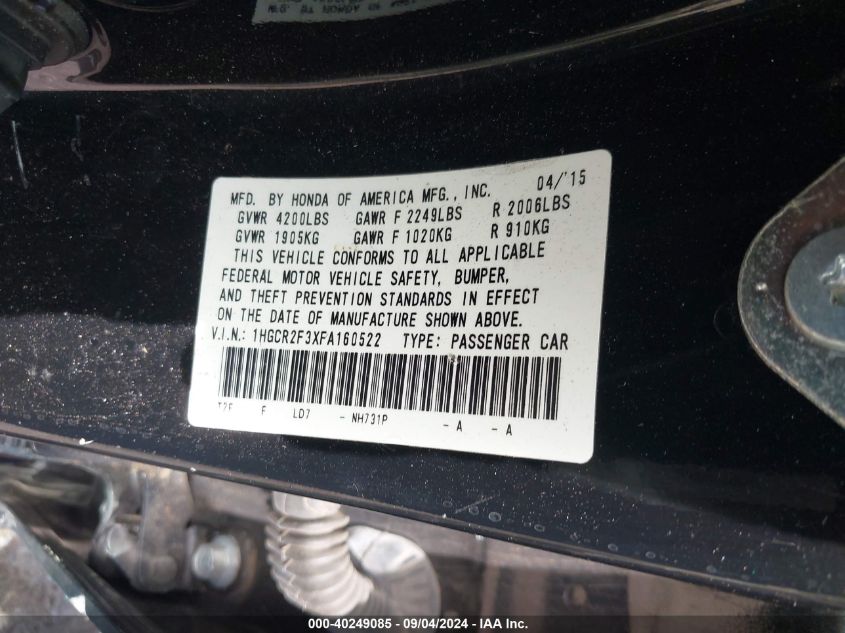 MFD. BY HONDA OF AMERICA MFG., INC. 04/'15
GVWR 4200LBS GAWR F 2249LBS R 2006LBS
GVWR 1905KG GAWR F 1020KG R 910KG
THIS VEHICLE CONFORMS TO ALL APPLICABLE
FEDERAL MOTOR VEHICLE SAFETY, BUMPER,
AND THEFT PREVENTION STANDARDS IN EFFECT
ON THE DATE OF MANUFACTURE SHOWN ABOVE.
V.I.N.: 1HGCR2F3XFA160522 TYPE: PASSENGER CAR
T2F F LD7 - NH731P - A - A
000-40249085 - 09/04/2024 - IAA Inc.